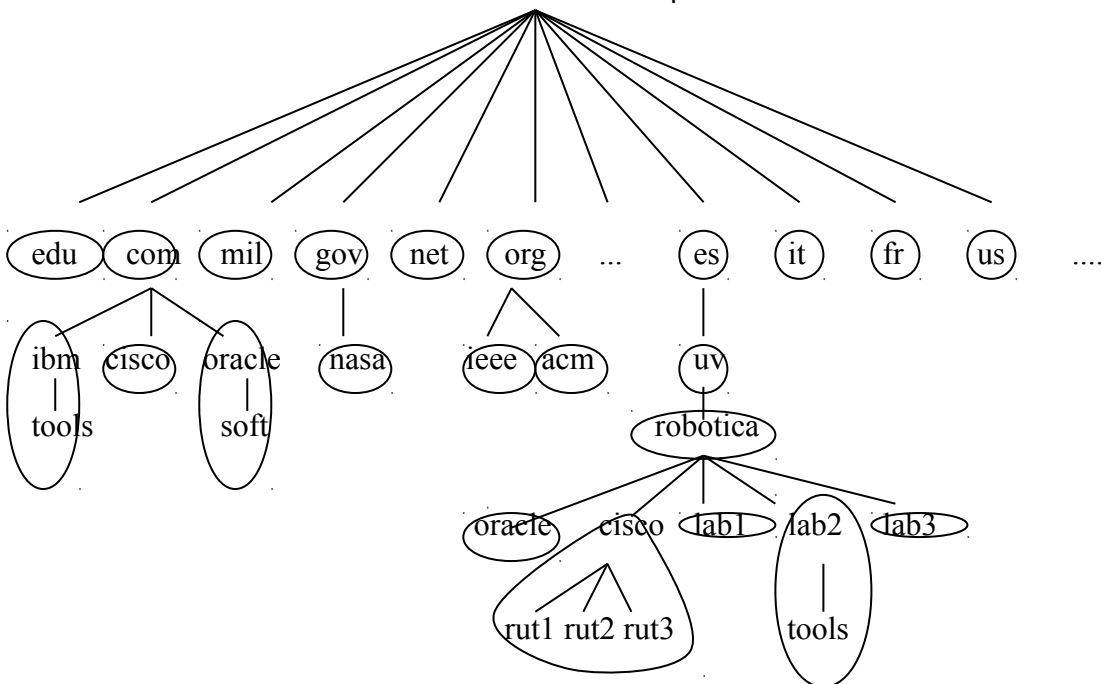 edu com mil gov net org ... es it fr us ....
ibm cisco oracle nasa ieee acm uv
tools soft robotica
oracle cisco lab1 lab2 lab3
rut1 rut2 rut3 tools